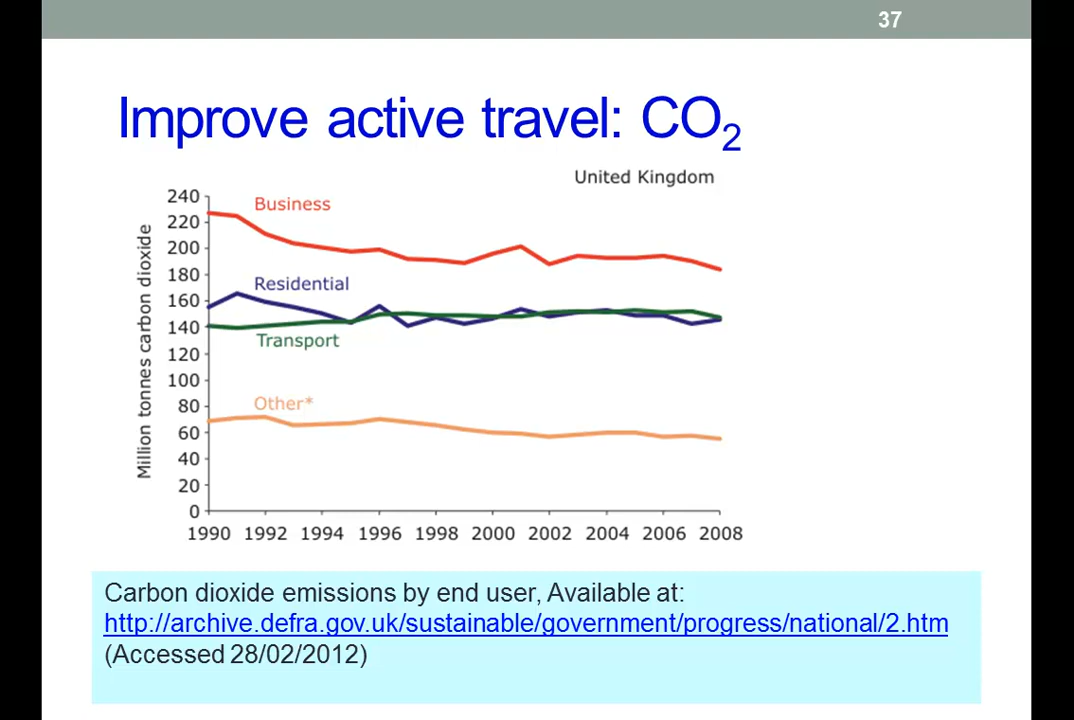 37
Improve active travel: CO₂
United Kingdom
Million tonnes carbon dioxide
240
220
200
180
160
140
120
100
80
60
40
20
0
Business
Residential
Transport
Other*
1990 1992 1994 1996 1998 2000 2002 2004 2006 2008
Carbon dioxide emissions by end user, Available at:
http://archive.defra.gov.uk/sustainable/government/progress/national/2.htm
(Accessed 28/02/2012)